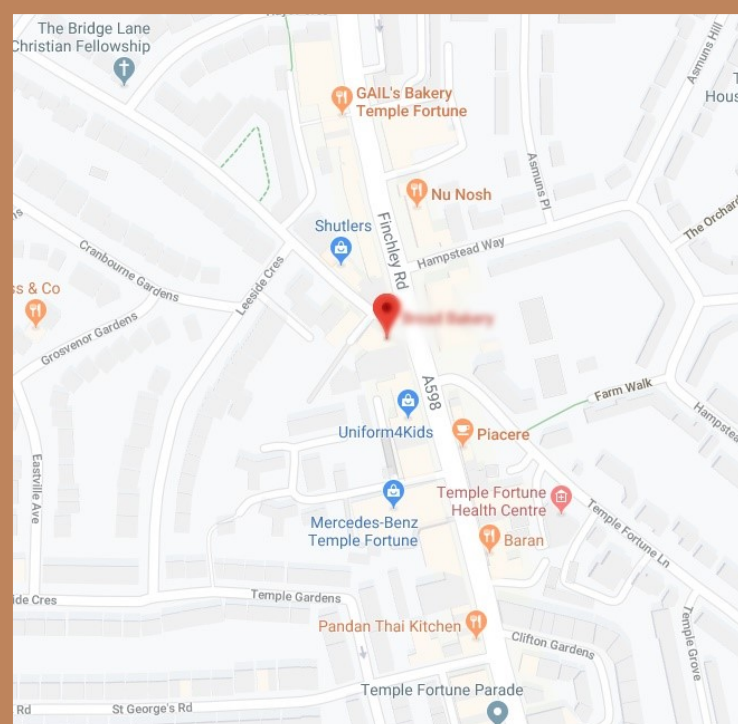 The Bridge Lane
Christian Fellowship
Asmuns Hill
GAIL's Bakery
Temple Fortune
Hous
Nu Nosh
Asmuns Pl
Finchley Rd
The Orchard
Shutlers
Hampstead Way
Cranbourne Gardens
Leeside Cres
ss & Co
Grosvenor Gardens
A598
Farm Walk
Hampstead
Uniform4Kids
Piacere
Eastville Ave
Temple Fortune
Health Centre
Mercedes-Benz
Temple Fortune
Baran
Temple Fortune Ln
ide Cres
Temple Gardens
Pandan Thai Kitchen
Clifton Gardens
Temple Grove
Rd
St George's Rd
Temple Fortune Parade